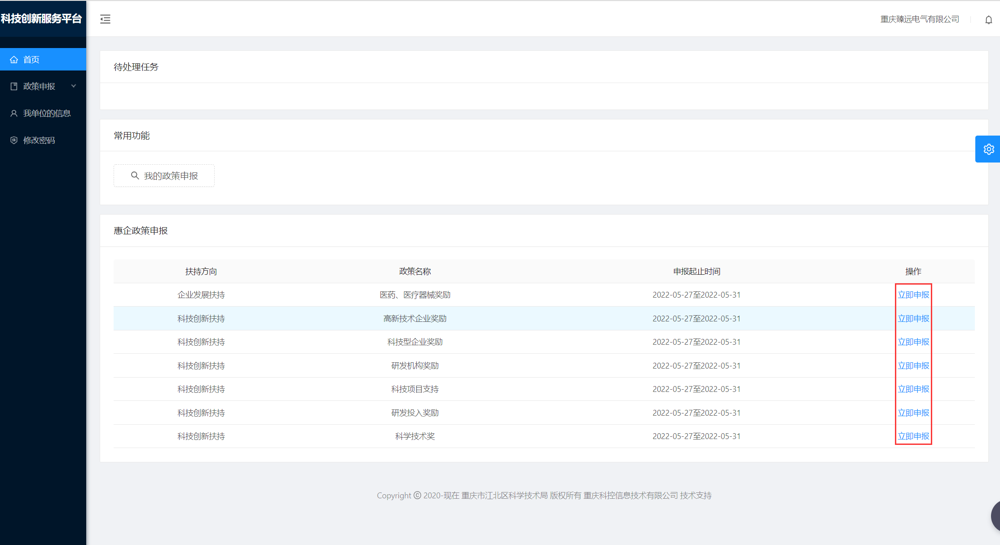 科技创新服务平台
重庆臻远电气有限公司
首页
政策申报
我单位的信息
修改密码
待处理任务
常用功能
我的政策申报
惠企政策申报
扶持方向 政策名称 申报起止时间 操作
企业发展扶持 医药、医疗器械奖励 2022-05-27至2022-05-31 立即申报
科技创新扶持 高新技术企业奖励 2022-05-27至2022-05-31 立即申报
科技创新扶持 科技型企业奖励 2022-05-27至2022-05-31 立即申报
科技创新扶持 研发机构奖励 2022-05-27至2022-05-31 立即申报
科技创新扶持 科技项目支持 2022-05-27至2022-05-31 立即申报
科技创新扶持 研发投入奖励 2022-05-27至2022-05-31 立即申报
科技创新扶持 科学技术奖 2022-05-27至2022-05-31 立即申报
Copyright © 2020-现在 重庆市江北区科学技术局 版权所有 重庆科控信息技术有限公司 技术支持